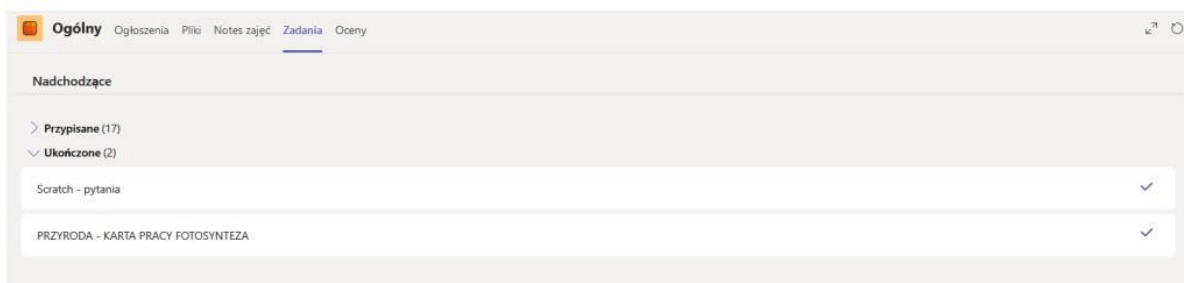 Ogólny Ogłoszenia Pliki Notes zajęć Zadania Oceny
Nadchodzące
Przypisane (17)
Ukończone (2)
Scratch - pytania
PRZYRODA - KARTA PRACY FOTOSYNTEZA